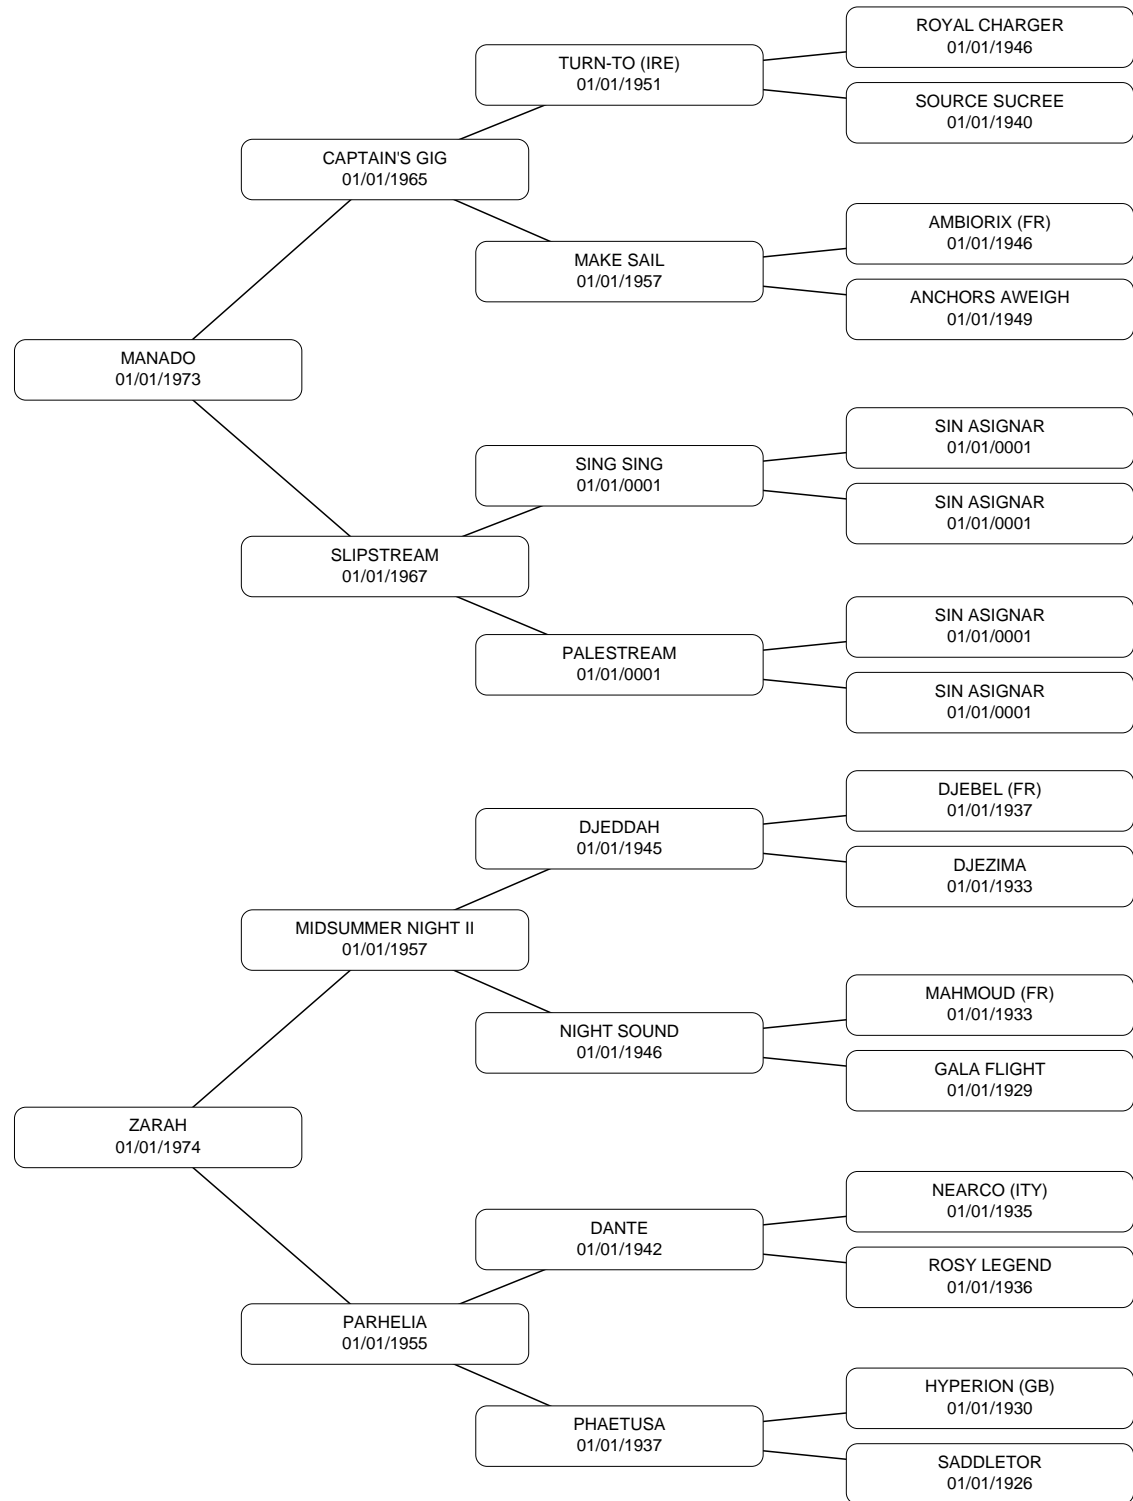 ROYAL CHARGER
01/01/1946
TURN-TO (IRE)
01/01/1951
SOURCE SUCREE
01/01/1940
CAPTAIN'S GIG
01/01/1965
AMBIORIX (FR)
01/01/1946
MAKE SAIL
01/01/1957
ANCHORS AWEIGH
01/01/1949
MANADO
01/01/1973
SIN ASIGNAR
01/01/0001
SING SING
01/01/0001
SIN ASIGNAR
01/01/0001
SLIPSTREAM
01/01/1967
SIN ASIGNAR
01/01/0001
PALESTREAM
01/01/0001
SIN ASIGNAR
01/01/0001
DJEBEL (FR)
01/01/1937
DJEDDAH
01/01/1945
DJEZIMA
01/01/1933
MIDSUMMER NIGHT II
01/01/1957
MAHMOUD (FR)
01/01/1933
NIGHT SOUND
01/01/1946
GALA FLIGHT
01/01/1929
ZARAH
01/01/1974
NEARCO (ITY)
01/01/1935
DANTE
01/01/1942
ROSY LEGEND
01/01/1936
PARHELIA
01/01/1955
HYPERION (GB)
01/01/1930
PHAETUSA
01/01/1937
SADDLETOR
01/01/1926